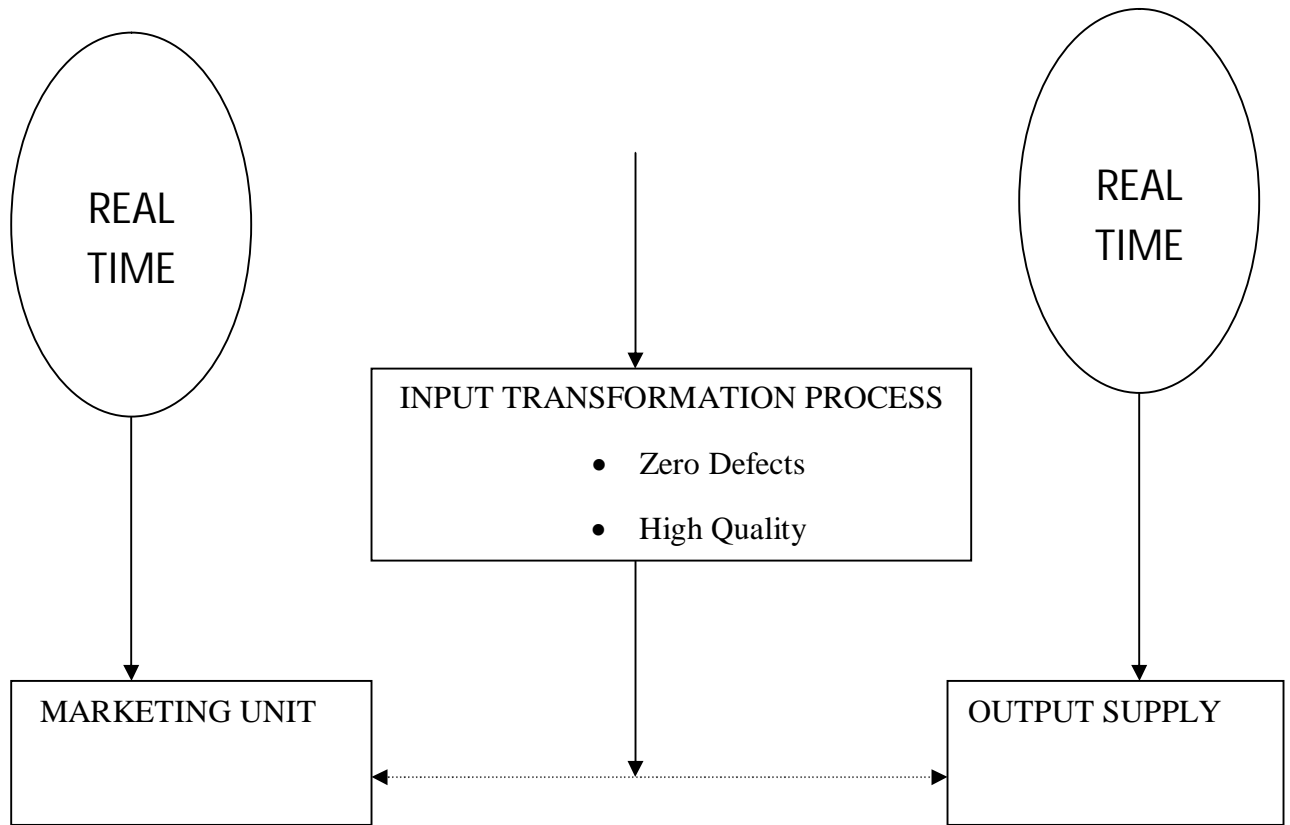 REAL
TIME
REAL
TIME
INPUT TRANSFORMATION PROCESS
• Zero Defects
• High Quality
MARKETING UNIT
OUTPUT SUPPLY